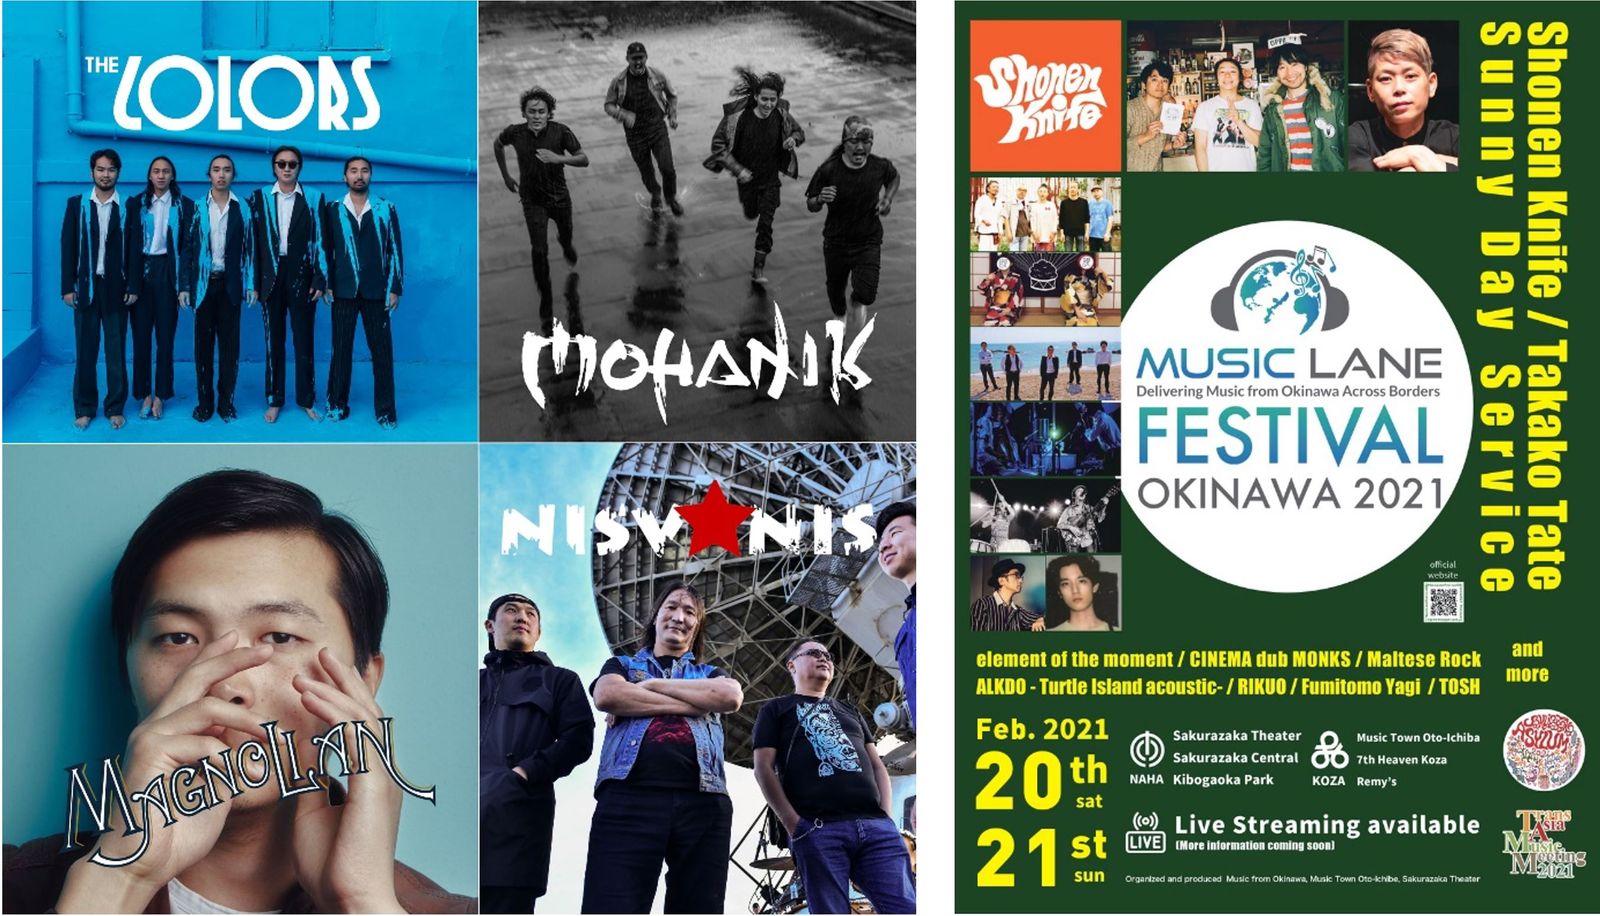 THE COLORS
MOHANIK
MAGNOLIAN
NISVANIS
Shonen
Knife
Shonen Knife / Takako Tate
Sunny Day Service
MUSIC LANE
Delivering Music from Okinawa Across Borders
FESTIVAL
OKINAWA 2021
official
website
element of the moment / CINEMA dub MONKS / Maltese Rock
ALKDO - Turtle Island acoustic- / RIKUO / Fumitomo Yagi / TOSH
and
more
Feb. 2021
20th
sat
21st
sun
NAHA
Sakurazaka Theater
Sakurazaka Central
Kibogaoka Park
KOZA
Music Town Oto-Ichiba
7th Heaven Koza
Remy's
LIVE
Live Streaming available
(More information coming soon)
Organized and produced Music from Okinawa, Music Town Oto-Ichibe, Sakurazaka Theater
ASYLUM
Trans
Asia
Music
Meeting
2021